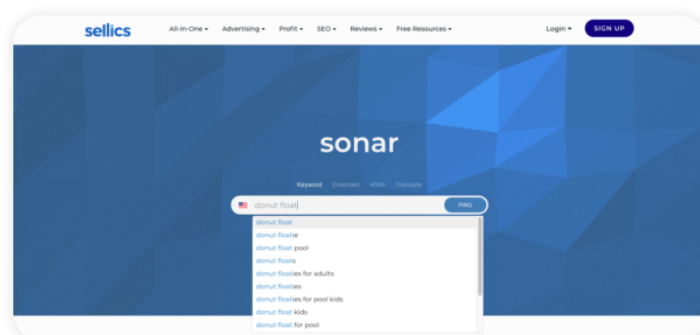 sellics All-In-One Advertising Profit SEO Reviews Free Resources Login SIGN UP
sonar
Keyword Extended ASIN Translate
donut float PING
donut float
donut floatie
donut float pool
donut floats
donut floaties for adults
donut floaties
donut floaties for pool kids
donut float kids
donut float for pool